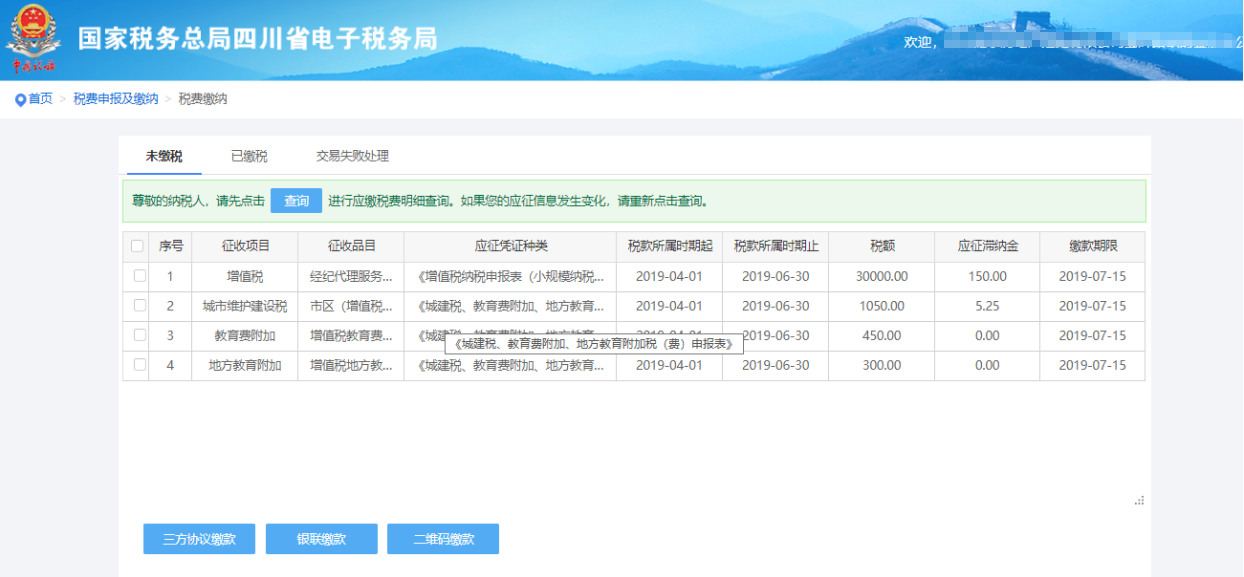 国家税务总局四川省电子税务局
中国税务
欢迎,
首页 > 税费申报及缴纳 > 税费缴纳
未缴税 已缴税 交易失败处理
尊敬的纳税人，请先点击 查询 进行应缴税费明细查询。如果您的应征信息发生变化，请重新点击查询。
序号 征收项目 征收品目 应征凭证种类 税款所属时期起 税款所属时期止 税额 应征滞纳金 缴款期限
1 增值税 经纪代理服务... 《增值税纳税申报表（小规模纳税... 2019-04-01 2019-06-30 30000.00 150.00 2019-07-15
2 城市维护建设税 市区（增值税... 《城建税、教育费附加、地方教育... 2019-04-01 2019-06-30 1050.00 5.25 2019-07-15
3 教育费附加 增值税教育费... 《城建税、教育费附加、地方教育... 2019-04-01 2019-06-30 450.00 0.00 2019-07-15
《城建税、教育费附加、地方教育附加税（费）申报表》
4 地方教育附加 增值税地方教... 《城建税、教育费附加、地方教育... 2019-04-01 2019-06-30 300.00 0.00 2019-07-15
三方协议缴款 银联缴款 二维码缴款